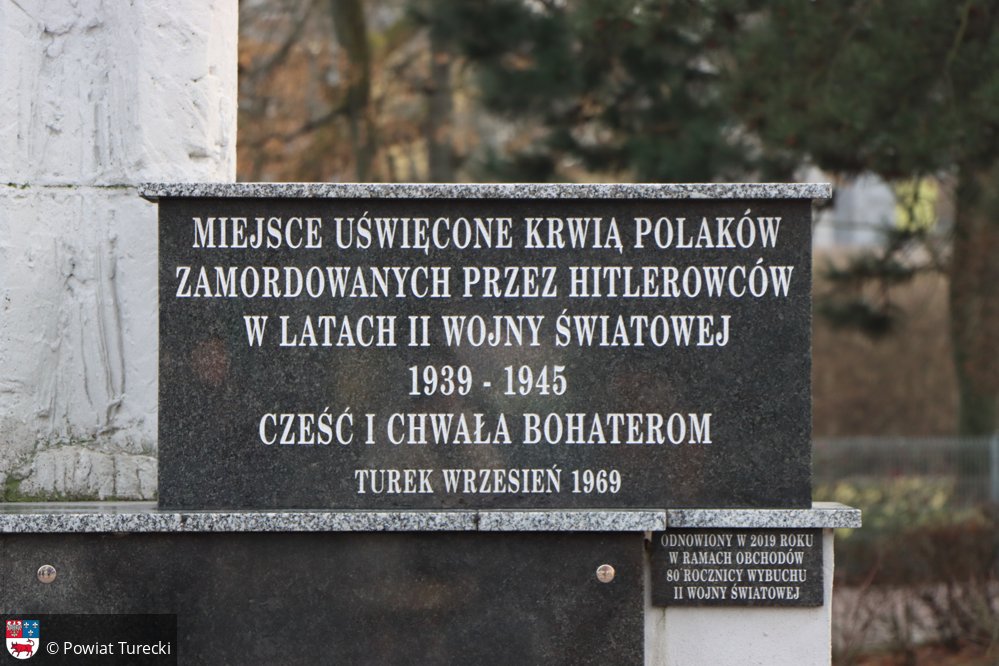 MIEJSCE UŚWIĘCONE KRWIĄ POLAKÓW
ZAMORDOWANYCH PRZEZ HITLEROWCÓW
W LATACH II WOJNY ŚWIATOWEJ
1939 - 1945
CZEŚĆ I CHWAŁA BOHATEROM
TUREK WRZESIEŃ 1969
ODNOWIONY W 2019 ROKU
W RAMACH OBCHODÓW
80 ROCZNICY WYBUCHU
II WOJNY ŚWIATOWEJ
© Powiat Turecki